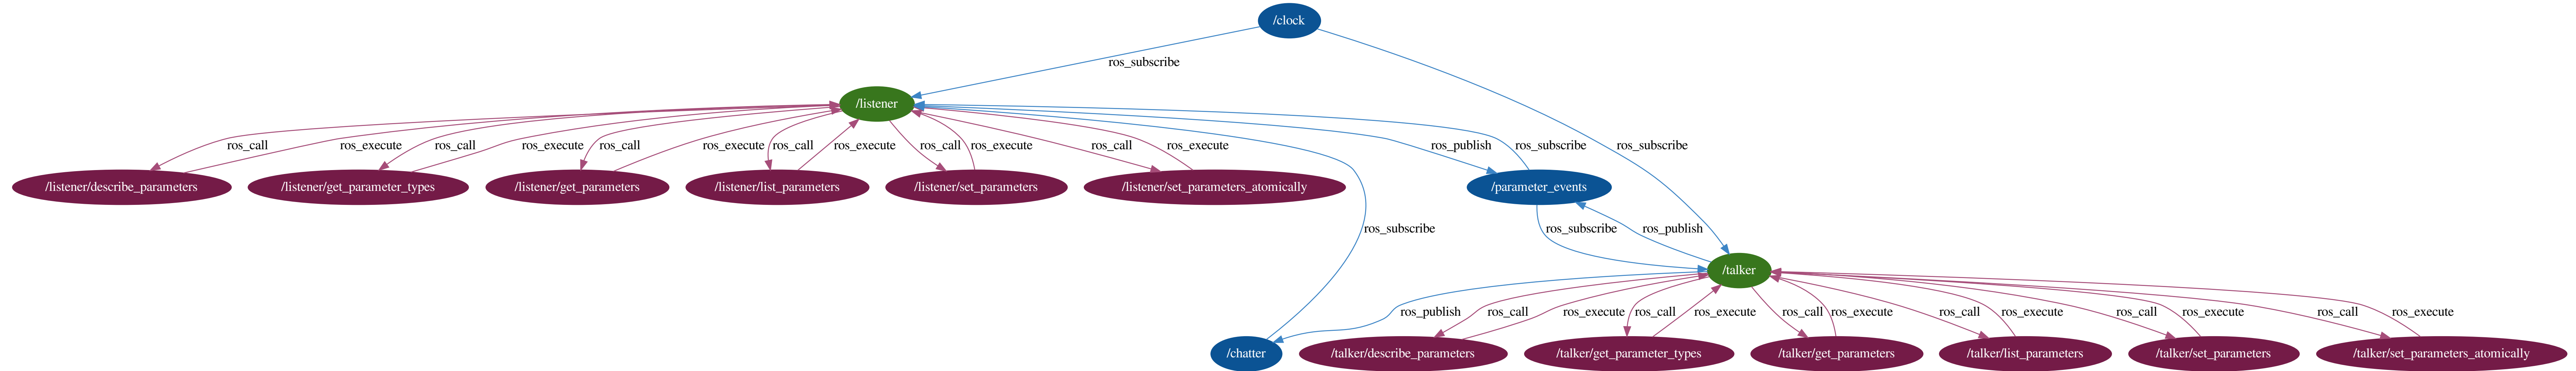 /clock
ros_subscribe
/listener
ros_call
ros_execute
ros_call
ros_execute
ros_call
ros_execute
ros_call
ros_execute
ros_call
ros_execute
ros_call
ros_execute
ros_publish
ros_subscribe
ros_subscribe
/listener/describe_parameters
/listener/get_parameter_types
/listener/get_parameters
/listener/list_parameters
/listener/set_parameters
/listener/set_parameters_atomically
/parameter_events
ros_subscribe
ros_subscribe
ros_publish
/talker
ros_publish
ros_call
ros_execute
ros_call
ros_execute
ros_call
ros_execute
ros_call
ros_execute
ros_call
ros_execute
ros_call
ros_execute
/chatter
/talker/describe_parameters
/talker/get_parameter_types
/talker/get_parameters
/talker/list_parameters
/talker/set_parameters
/talker/set_parameters_atomically